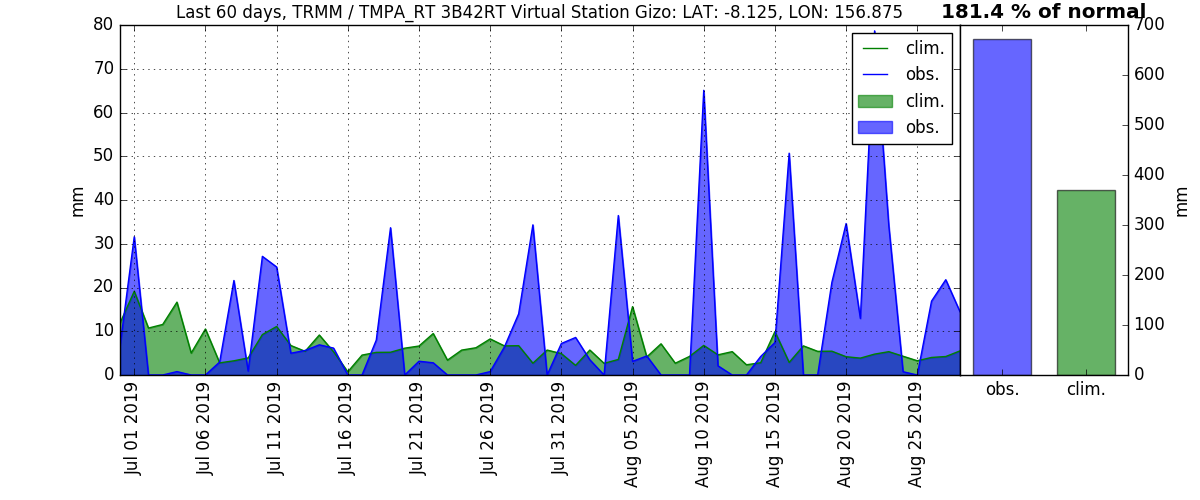 Last 60 days, TRMM / TMPA_RT 3B42RT Virtual Station Gizo: LAT: -8.125, LON: 156.875
181.4 % of normal
80
70
60
50
40
30
20
10
0
mm
clim.
obs.
clim.
obs.
Jul 01 2019
Jul 06 2019
Jul 11 2019
Jul 16 2019
Jul 21 2019
Jul 26 2019
Jul 31 2019
Aug 05 2019
Aug 10 2019
Aug 15 2019
Aug 20 2019
Aug 25 2019
700
600
500
400
300
200
100
0
mm
obs.
clim.